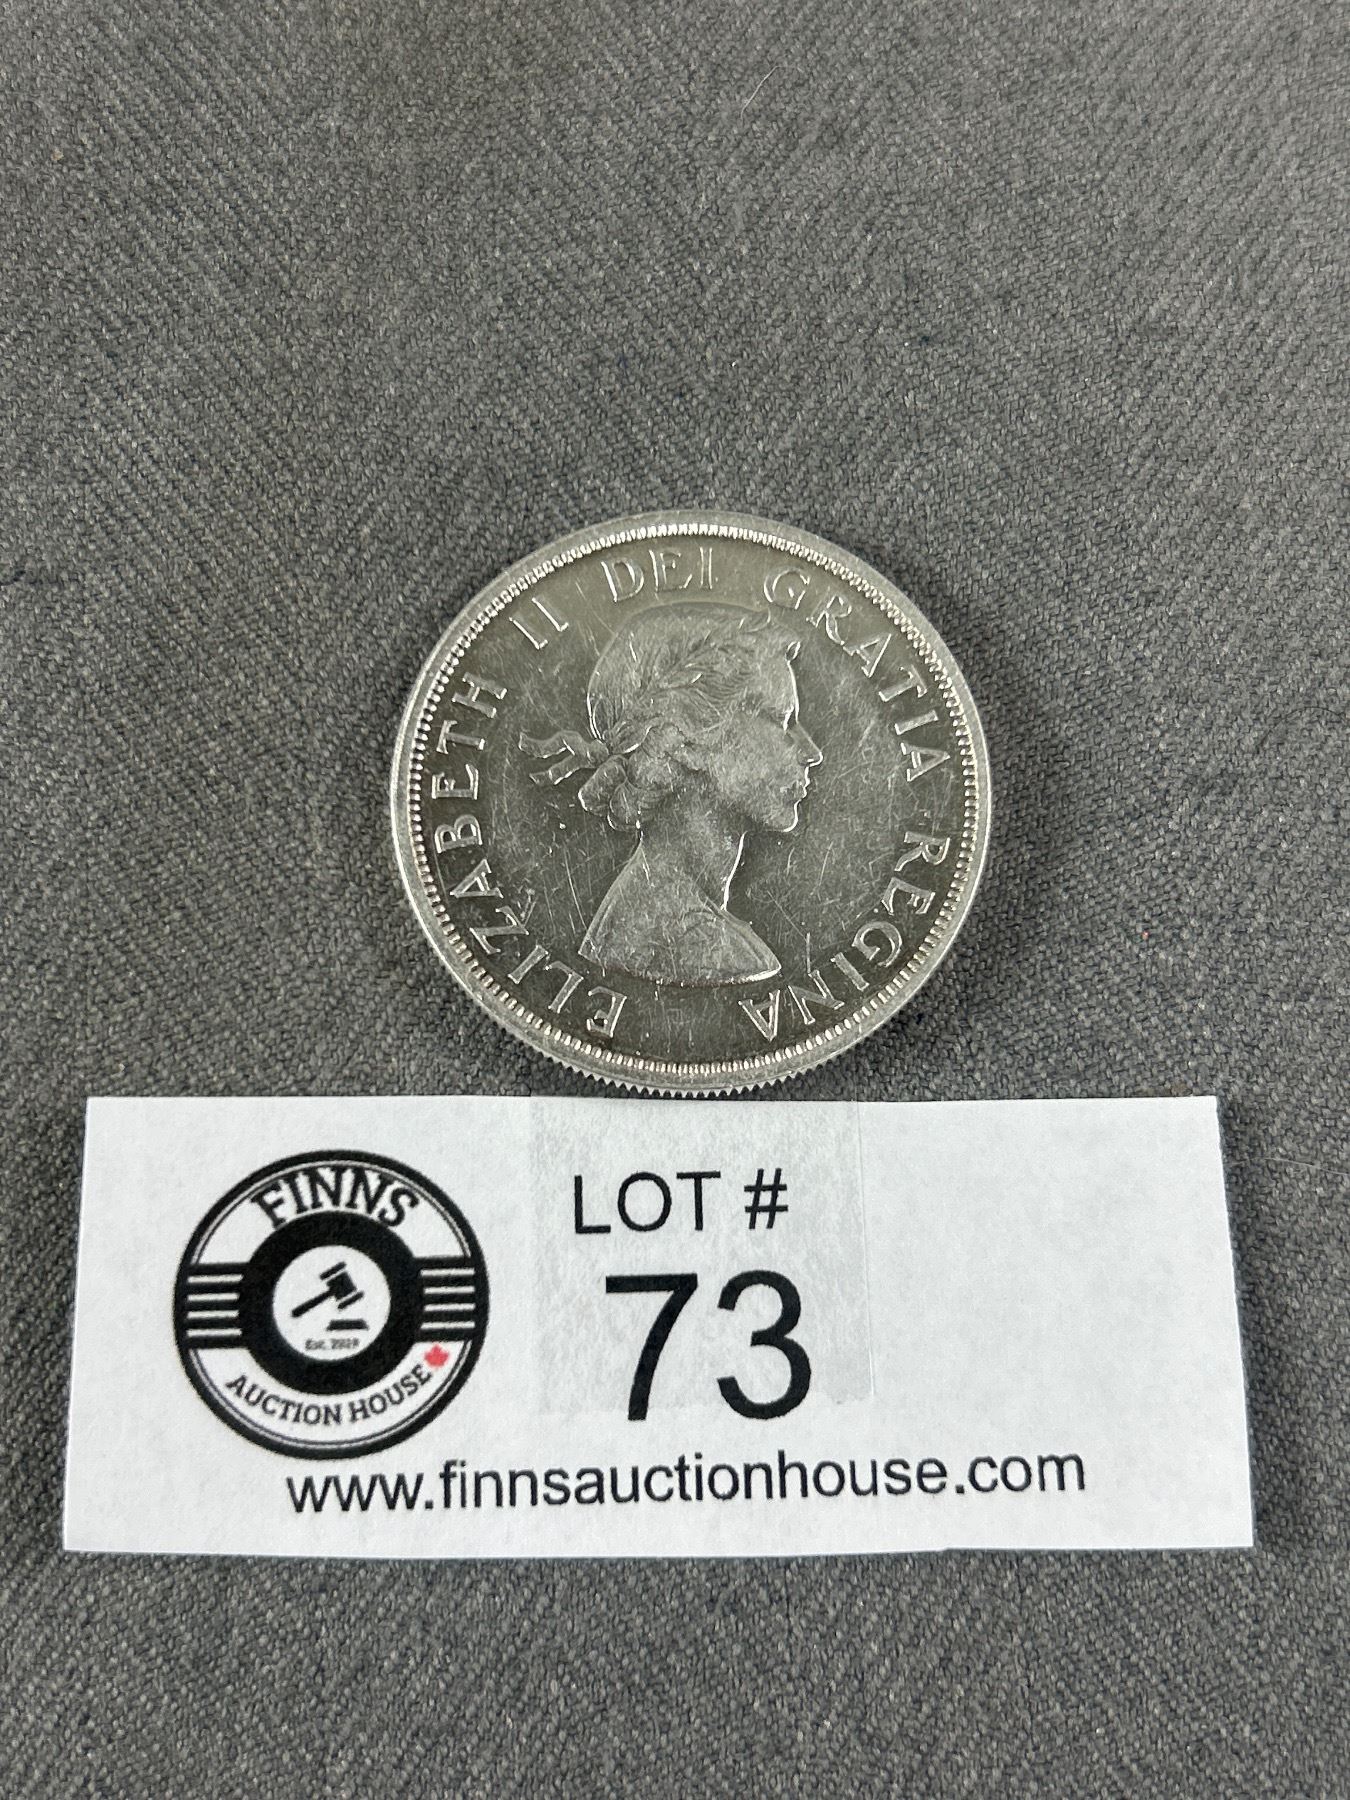 ELIZABETH II DEI GRATIA REGINA
FINNS
Est. 2019
AUCTION HOUSE
LOT #
73
www.finnsauctionhouse.com